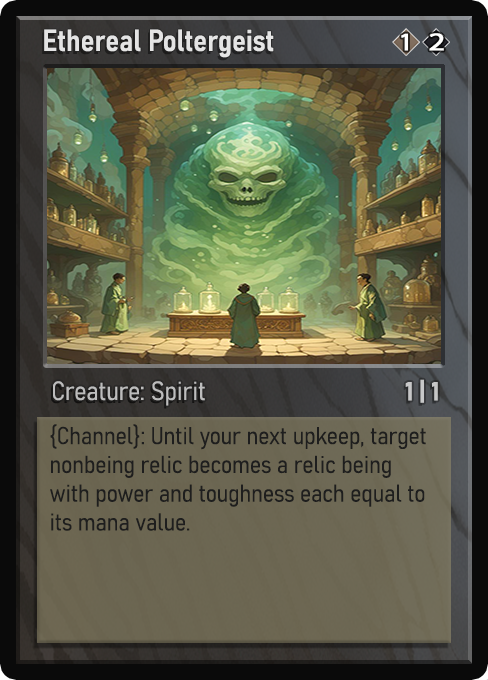 Ethereal Poltergeist 1 2
Creature: Spirit 1|1
{Channel}: Until your next upkeep, target
nonbeing relic becomes a relic being
with power and toughness each equal to
its mana value.